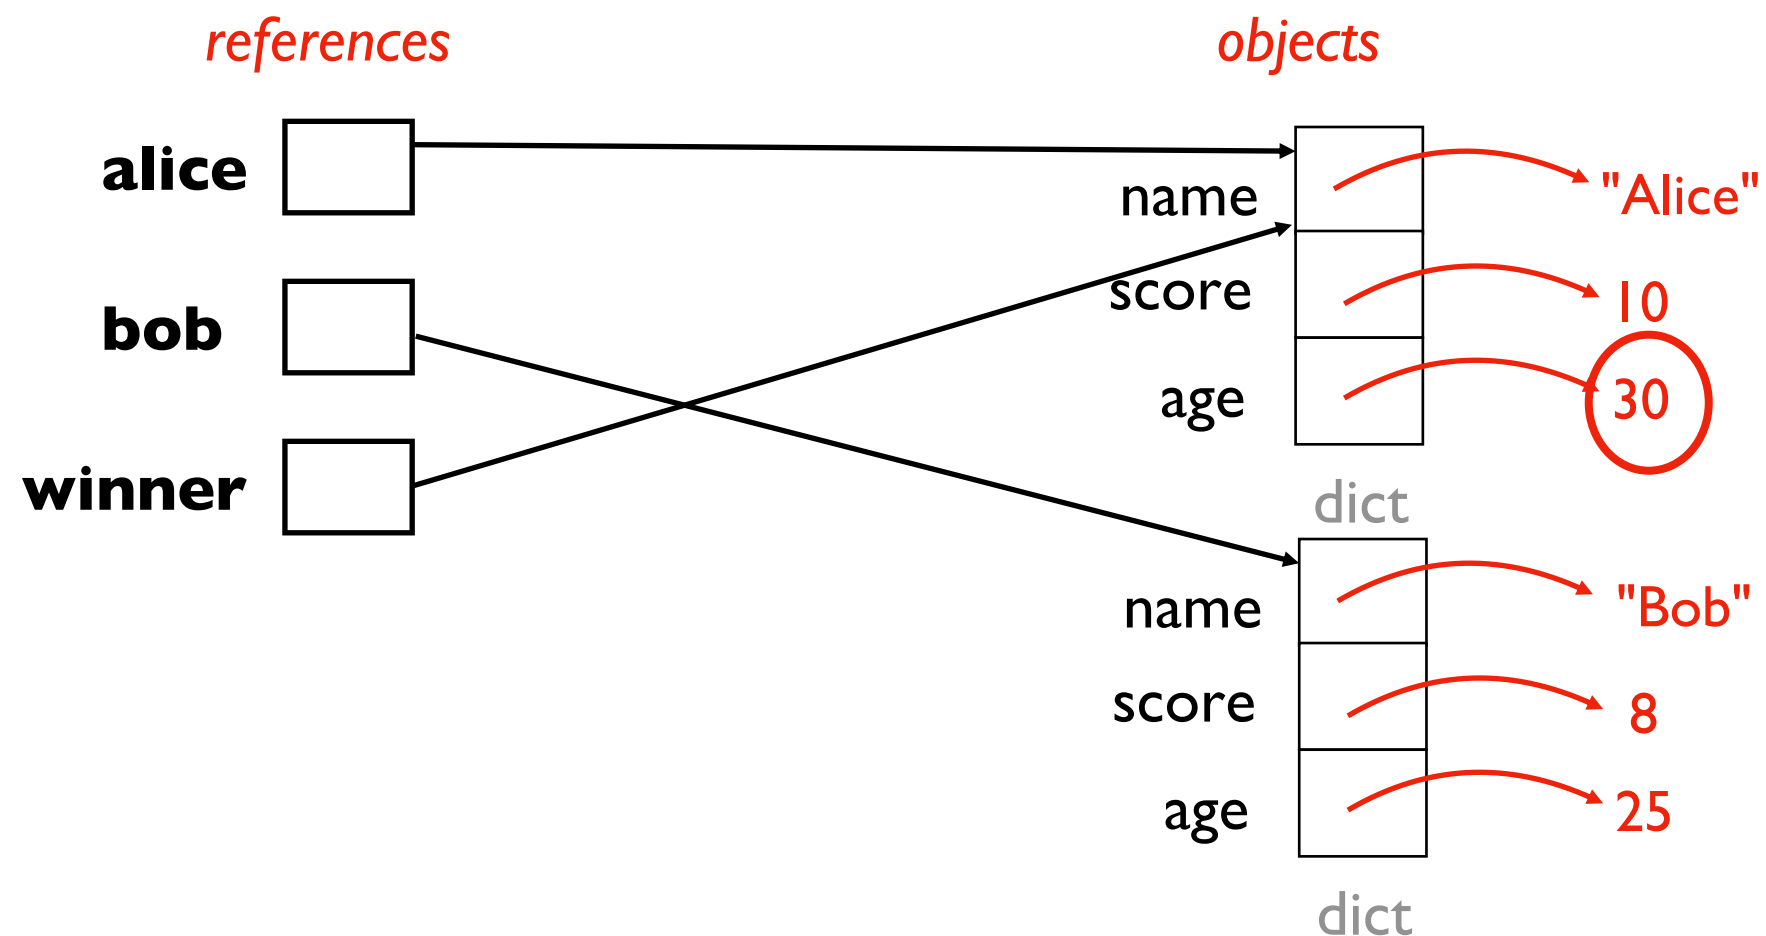 references
objects
alice
name
"Alice"
score
10
bob
age
30
winner
dict
name
"Bob"
score
8
age
25
dict